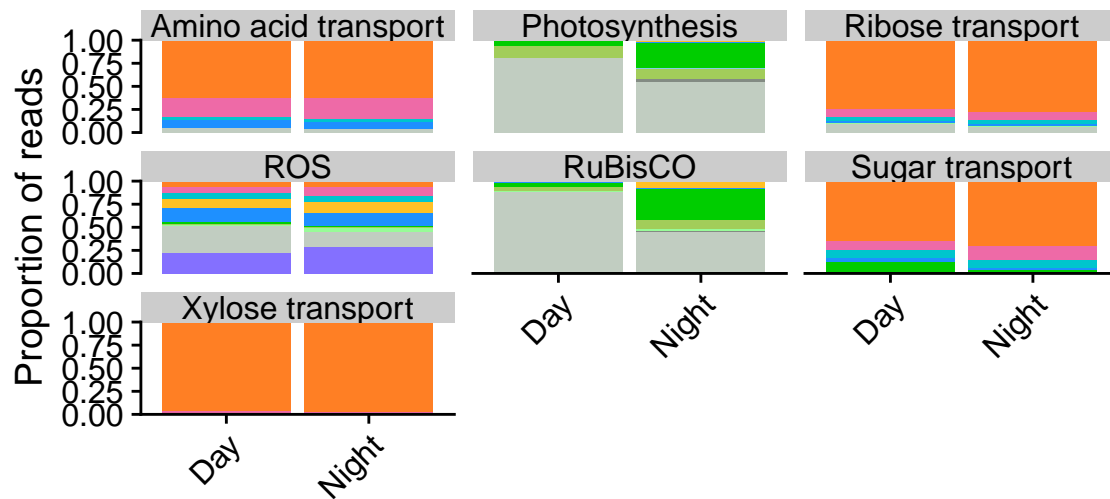 Proportion of reads
Amino acid transport
Photosynthesis
Ribose transport
1.00
0.75
0.50
0.25
0.00
ROS
RuBisCO
Sugar transport
1.00
0.75
0.50
0.25
0.00
Day
Night
Day
Night
Xylose transport
1.00
0.75
0.50
0.25
0.00
Day
Night